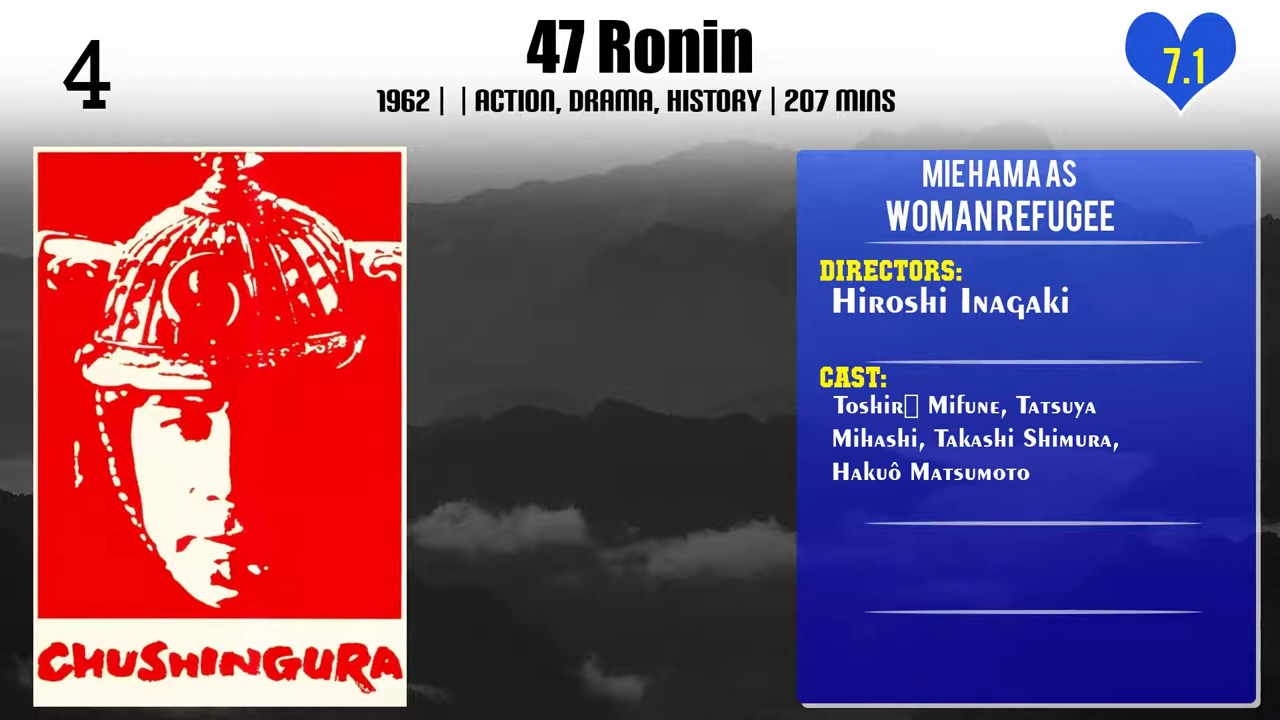 4
47 Ronin
7.1
1962 | | ACTION, DRAMA, HISTORY | 207 MINS
CHUSHINGURA
MIE HAMA AS
WOMAN REFUGEE
DIRECTORS:
Hiroshi Inagaki
CAST:
Toshir▯ Mifune, Tatsuya
Mihashi, Takashi Shimura,
Hakuô Matsumoto